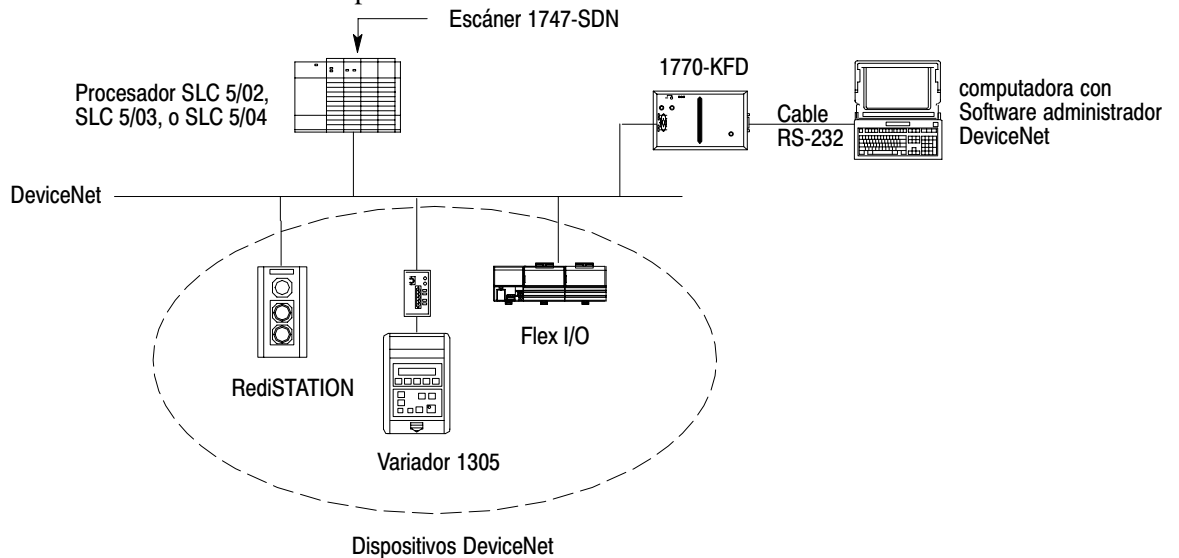 Escáner 1747-SDN
1770-KFD
Procesador SLC 5/02,
SLC 5/03, o SLC 5/04
Cable
RS-232
computadora con
Software administrador
DeviceNet
DeviceNet
Flex I/O
RediSTATION
Variador 1305
Dispositivos DeviceNet